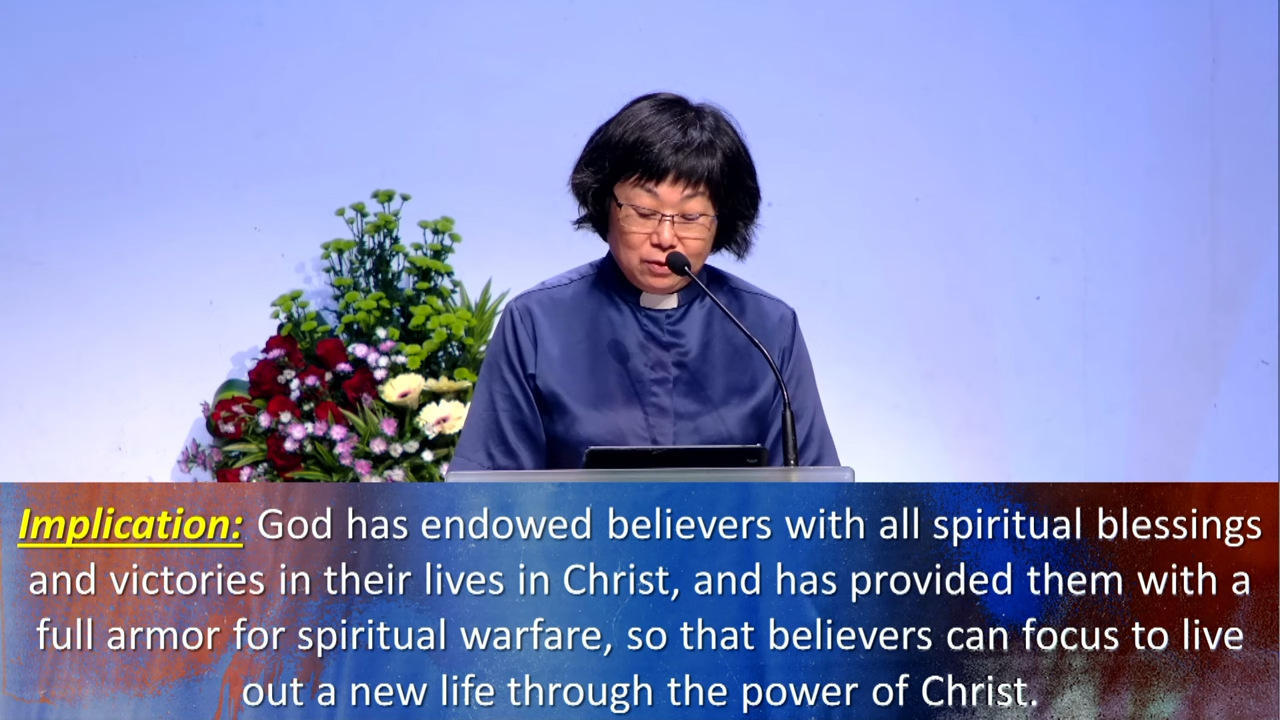 Implication: God has endowed believers with all spiritual blessings
and victories in their lives in Christ, and has provided them with a
full armor for spiritual warfare, so that believers can focus to live
out a new life through the power of Christ.